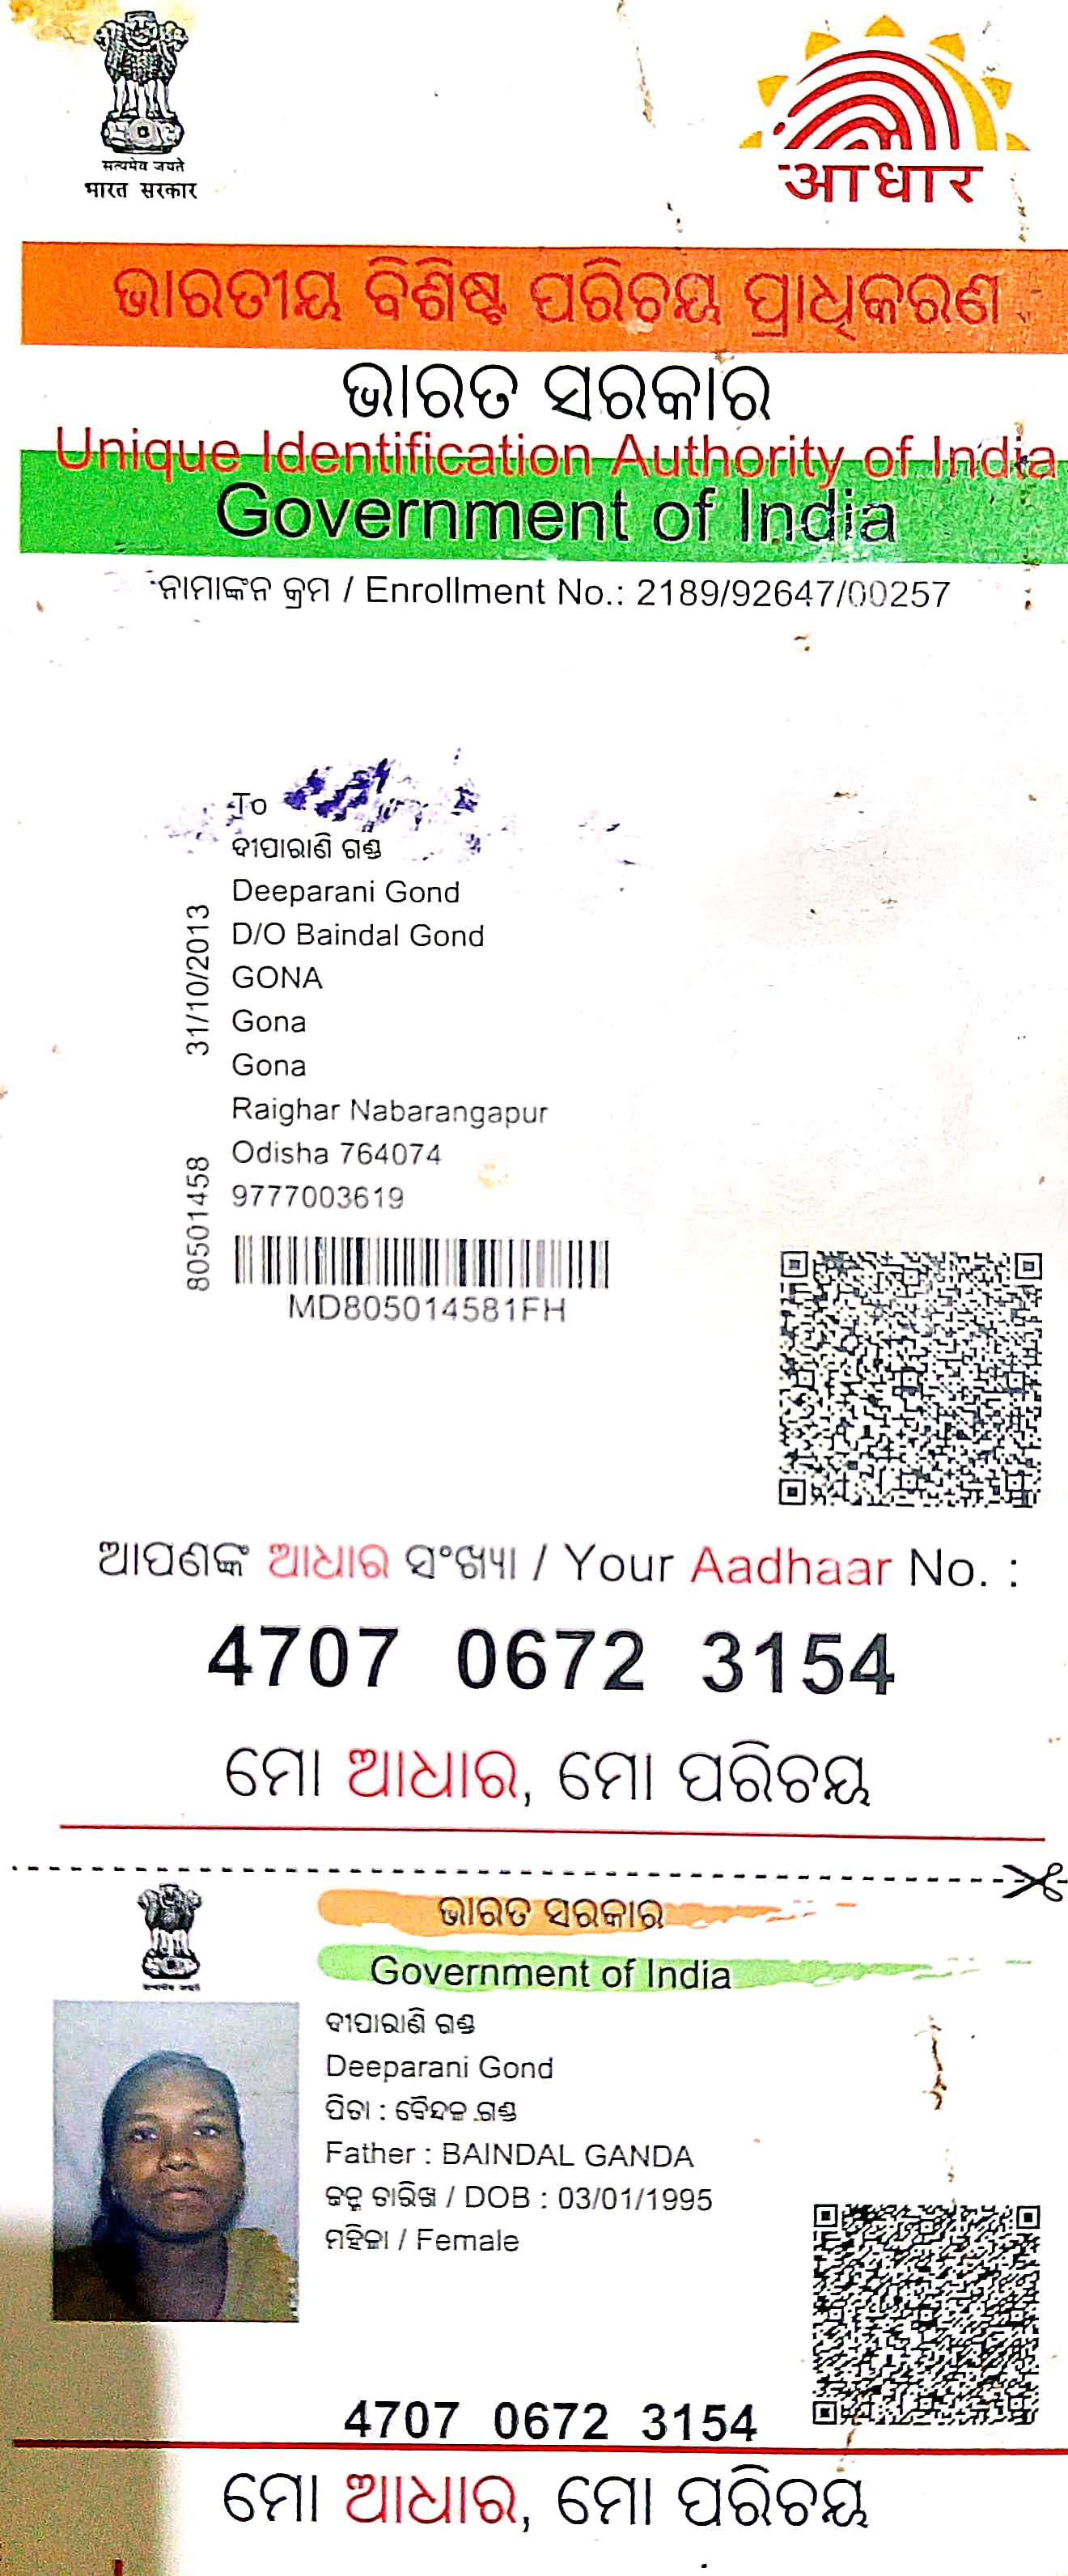 सत्यमेव जयते
भारत सरकार
आधार
ଭାରତୀୟ ବିଶିଷ୍ଟ ପରିଚୟ ପ୍ରାଧିକରଣ
ଭାରତ ସରକାର
Unique Identification Authority of India
Government of India
ନାମାଙ୍କନ କ୍ରମ / Enrollment No.: 2189/92647/00257
To
ଦୀପାରାଣି ଗଣ୍ଡ
Deeparani Gond
D/O Baindal Gond
GONA
Gona
Gona
Raighar Nabarangapur
Odisha 764074
9777003619
31/10/2013
80501458
MD805014581FH
ଆପଣଙ୍କ ଆଧାର ସଂଖ୍ୟା / Your Aadhaar No. :
4707 0672 3154
ମୋ ଆଧାର, ମୋ ପରିଚୟ
ଭାରତ ସରକାର
Government of India
ଦୀପାରାଣି ଗଣ୍ଡ
Deeparani Gond
ପିତା : ବୈନ୍ଦଳ ଗଣ୍ଡ
Father : BAINDAL GANDA
ଜନ୍ମ ତାରିଖ / DOB : 03/01/1995
ମହିଳା / Female
4707 0672 3154
ମୋ ଆଧାର, ମୋ ପରିଚୟ